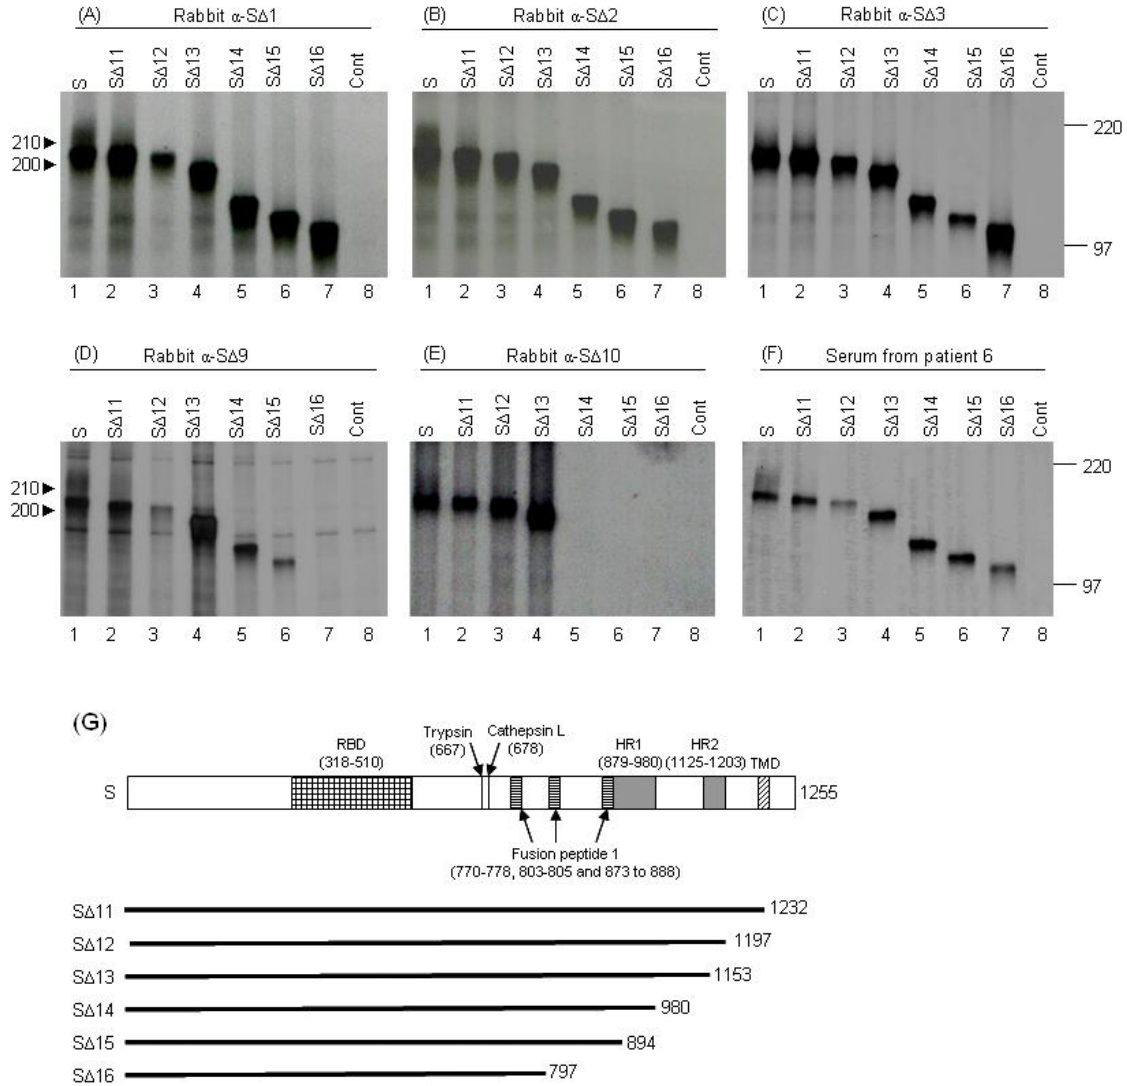 (A) Rabbit α-SΔ1
S SΔ11 SΔ12 SΔ13 SΔ14 SΔ15 SΔ16 Cont
210
200
1 2 3 4 5 6 7 8
(B) Rabbit α-SΔ2
S SΔ11 SΔ12 SΔ13 SΔ14 SΔ15 SΔ16 Cont
1 2 3 4 5 6 7 8
(C) Rabbit α-SΔ3
S SΔ11 SΔ12 SΔ13 SΔ14 SΔ15 SΔ16 Cont
220
97
1 2 3 4 5 6 7 8
(D) Rabbit α-SΔ9
S SΔ11 SΔ12 SΔ13 SΔ14 SΔ15 SΔ16 Cont
210
200
1 2 3 4 5 6 7 8
(E) Rabbit α-SΔ10
S SΔ11 SΔ12 SΔ13 SΔ14 SΔ15 SΔ16 Cont
1 2 3 4 5 6 7 8
(F) Serum from patient 6
S SΔ11 SΔ12 SΔ13 SΔ14 SΔ15 SΔ16 Cont
220
97
1 2 3 4 5 6 7 8
(G)
RBD
(318-510)
Trypsin
(667)
Cathepsin L
(678)
HR1
(879-980)
HR2
(1125-1203)
TMD
S 1255
Fusion peptide 1
(770-778, 803-805 and 873 to 888)
SΔ11 1232
SΔ12 1197
SΔ13 1153
SΔ14 980
SΔ15 894
SΔ16 797